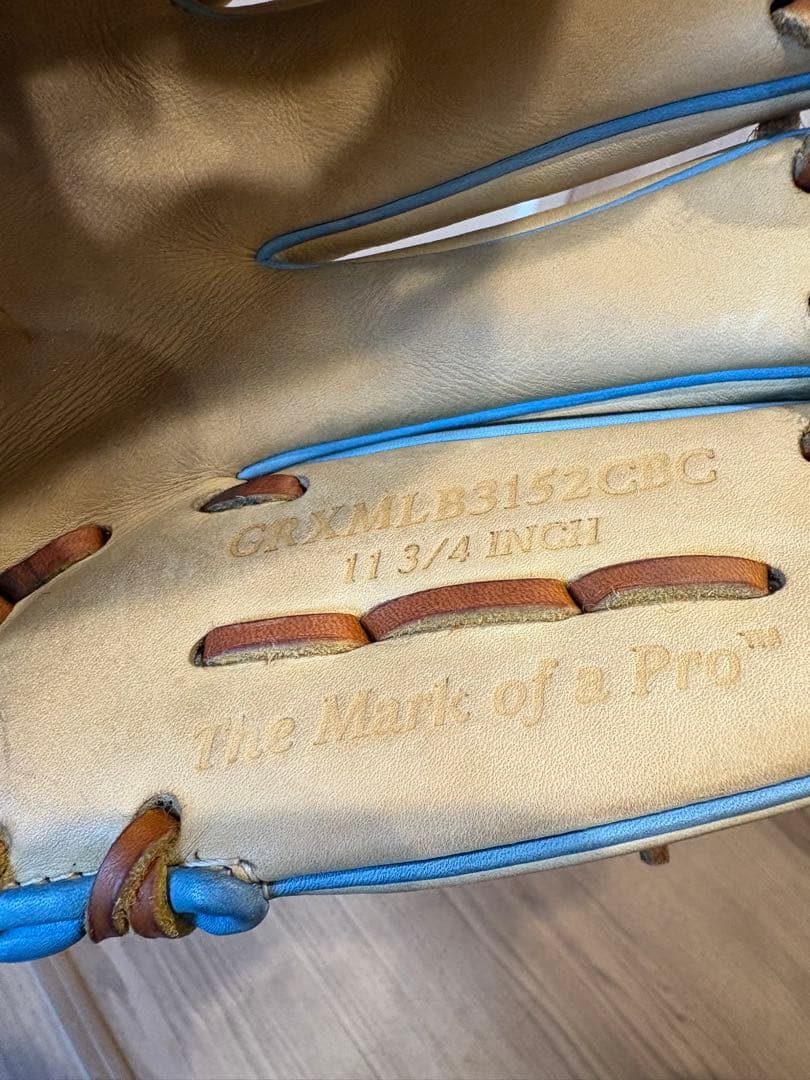 GRXMLB3152CBC
11 3/4 INCH
The Mark of a Pro™